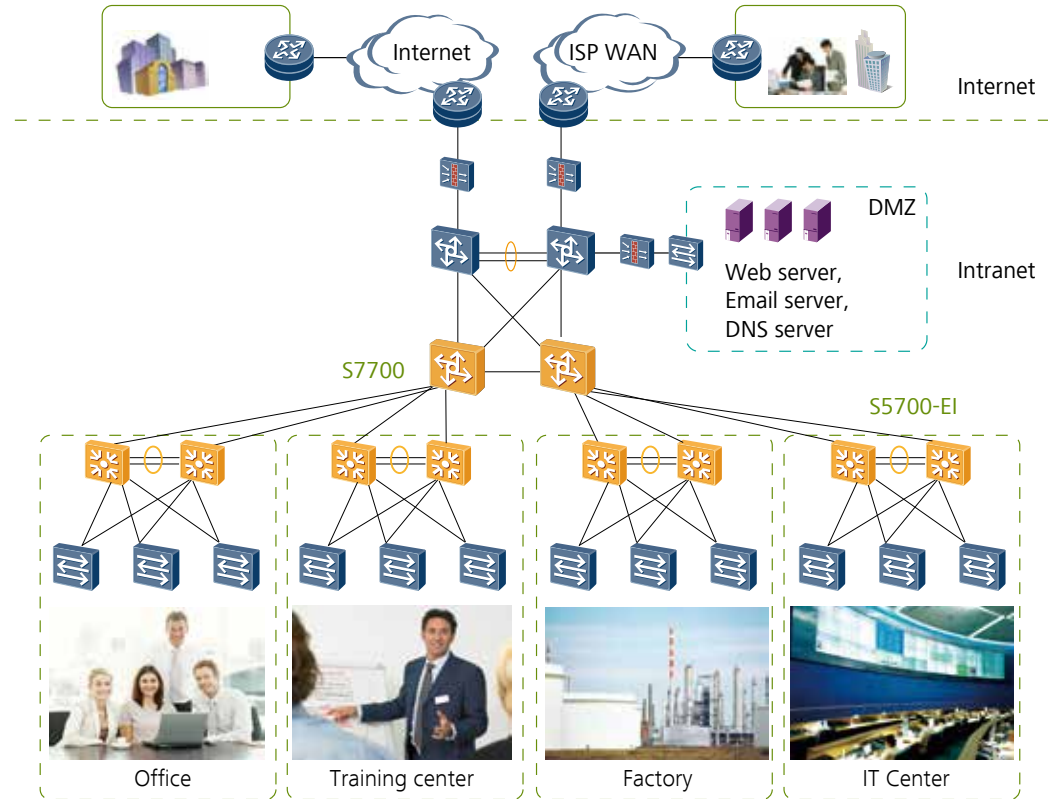 Internet
ISP WAN
Internet
DMZ
Web server,
Email server,
DNS server
Intranet
S7700
S5700-EI
Office
Training center
Factory
IT Center